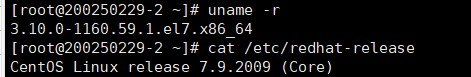 [root@200250229-2 ~]# uname -r
3.10.0-1160.59.1.el7.x86_64
[root@200250229-2 ~]# cat /etc/redhat-release
CentOS Linux release 7.9.2009 (Core)